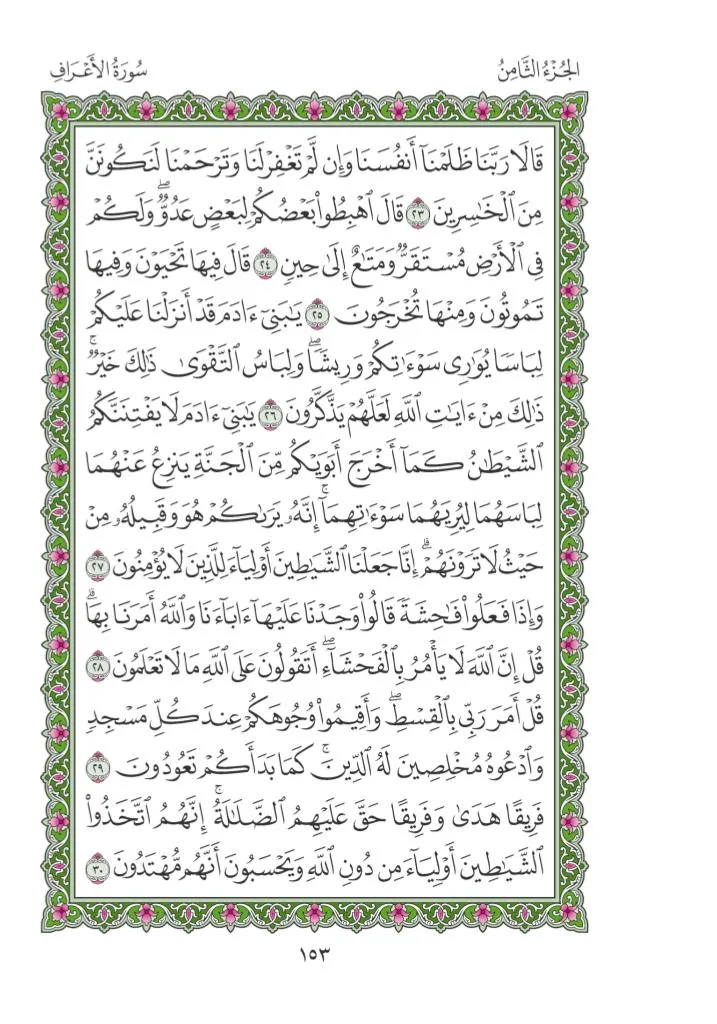 الجُزْءُ الثَّامِنُ
سُورَةُ الأَعْرَافِ
قَالَا رَبَّنَا ظَلَمْنَآ أَنفُسَنَا وَإِن لَّمْ تَغْفِرْ لَنَا وَتَرْحَمْنَا لَنَكُونَنَّ
مِنَ ٱلْخَٰسِرِينَ ٢٣ قَالَ ٱهْبِطُوا۟ بَعْضُكُمْ لِبَعْضٍ عَدُوٌّ ۖ وَلَكُمْ
فِى ٱلْأَرْضِ مُسْتَقَرٌّ وَمَتَٰعٌ إِلَىٰ حِينٍ ٢٤ قَالَ فِيهَا تَحْيَوْنَ وَفِيهَا
تَمُوتُونَ وَمِنْهَا تُخْرَجُونَ ٢٥ يَٰبَنِىٓ ءَادَمَ قَدْ أَنزَلْنَا عَلَيْكُمْ
لِبَاسًا يُوَٰرِى سَوْءَٰتِكُمْ وَرِيشًا ۖ وَلِبَاسُ ٱلتَّقْوَىٰ ذَٰلِكَ خَيْرٌ ۚ
ذَٰلِكَ مِنْ ءَايَٰتِ ٱللَّهِ لَعَلَّهُمْ يَذَّكَّرُونَ ٢٦ يَٰبَنِىٓ ءَادَمَ لَا يَفْتِنَنَّكُمُ
ٱلشَّيْطَٰنُ كَمَآ أَخْرَجَ أَبَوَيْكُم مِّنَ ٱلْجَنَّةِ يَنزِعُ عَنْهُمَا
لِبَاسَهُمَا لِيُرِيَهُمَا سَوْءَٰتِهِمَآ ۚ إِنَّهُۥ يَرَىٰكُمْ هُوَ وَقَبِيلُهُۥ مِنْ
حَيْثُ لَا تَرَوْنَهُمْ ۗ إِنَّا جَعَلْنَا ٱلشَّيَٰطِينَ أَوْلِيَآءَ لِلَّذِينَ لَا يُؤْمِنُونَ ٢٧
وَإِذَا فَعَلُوا۟ فَٰحِشَةً قَالُوا۟ وَجَدْنَا عَلَيْهَآ ءَابَآءَنَا وَٱللَّهُ أَمَرَنَا بِهَا ۗ
قُلْ إِنَّ ٱللَّهَ لَا يَأْمُرُ بِٱلْفَحْشَآءِ ۖ أَتَقُولُونَ عَلَى ٱللَّهِ مَا لَا تَعْلَمُونَ ٢٨
قُلْ أَمَرَ رَبِّى بِٱلْقِسْطِ ۖ وَأَقِيمُوا۟ وُجُوهَكُمْ عِندَ كُلِّ مَسْجِدٍ
وَٱدْعُوهُ مُخْلِصِينَ لَهُ ٱلدِّينَ ۚ كَمَا بَدَأَكُمْ تَعُودُونَ ٢٩
فَرِيقًا هَدَىٰ وَفَرِيقًا حَقَّ عَلَيْهِمُ ٱلضَّلَٰلَةُ ۗ إِنَّهُمُ ٱتَّخَذُوا۟
ٱلشَّيَٰطِينَ أَوْلِيَآءَ مِن دُونِ ٱللَّهِ وَيَحْسَبُونَ أَنَّهُم مُّهْتَدُونَ ٣٠
١٥٣